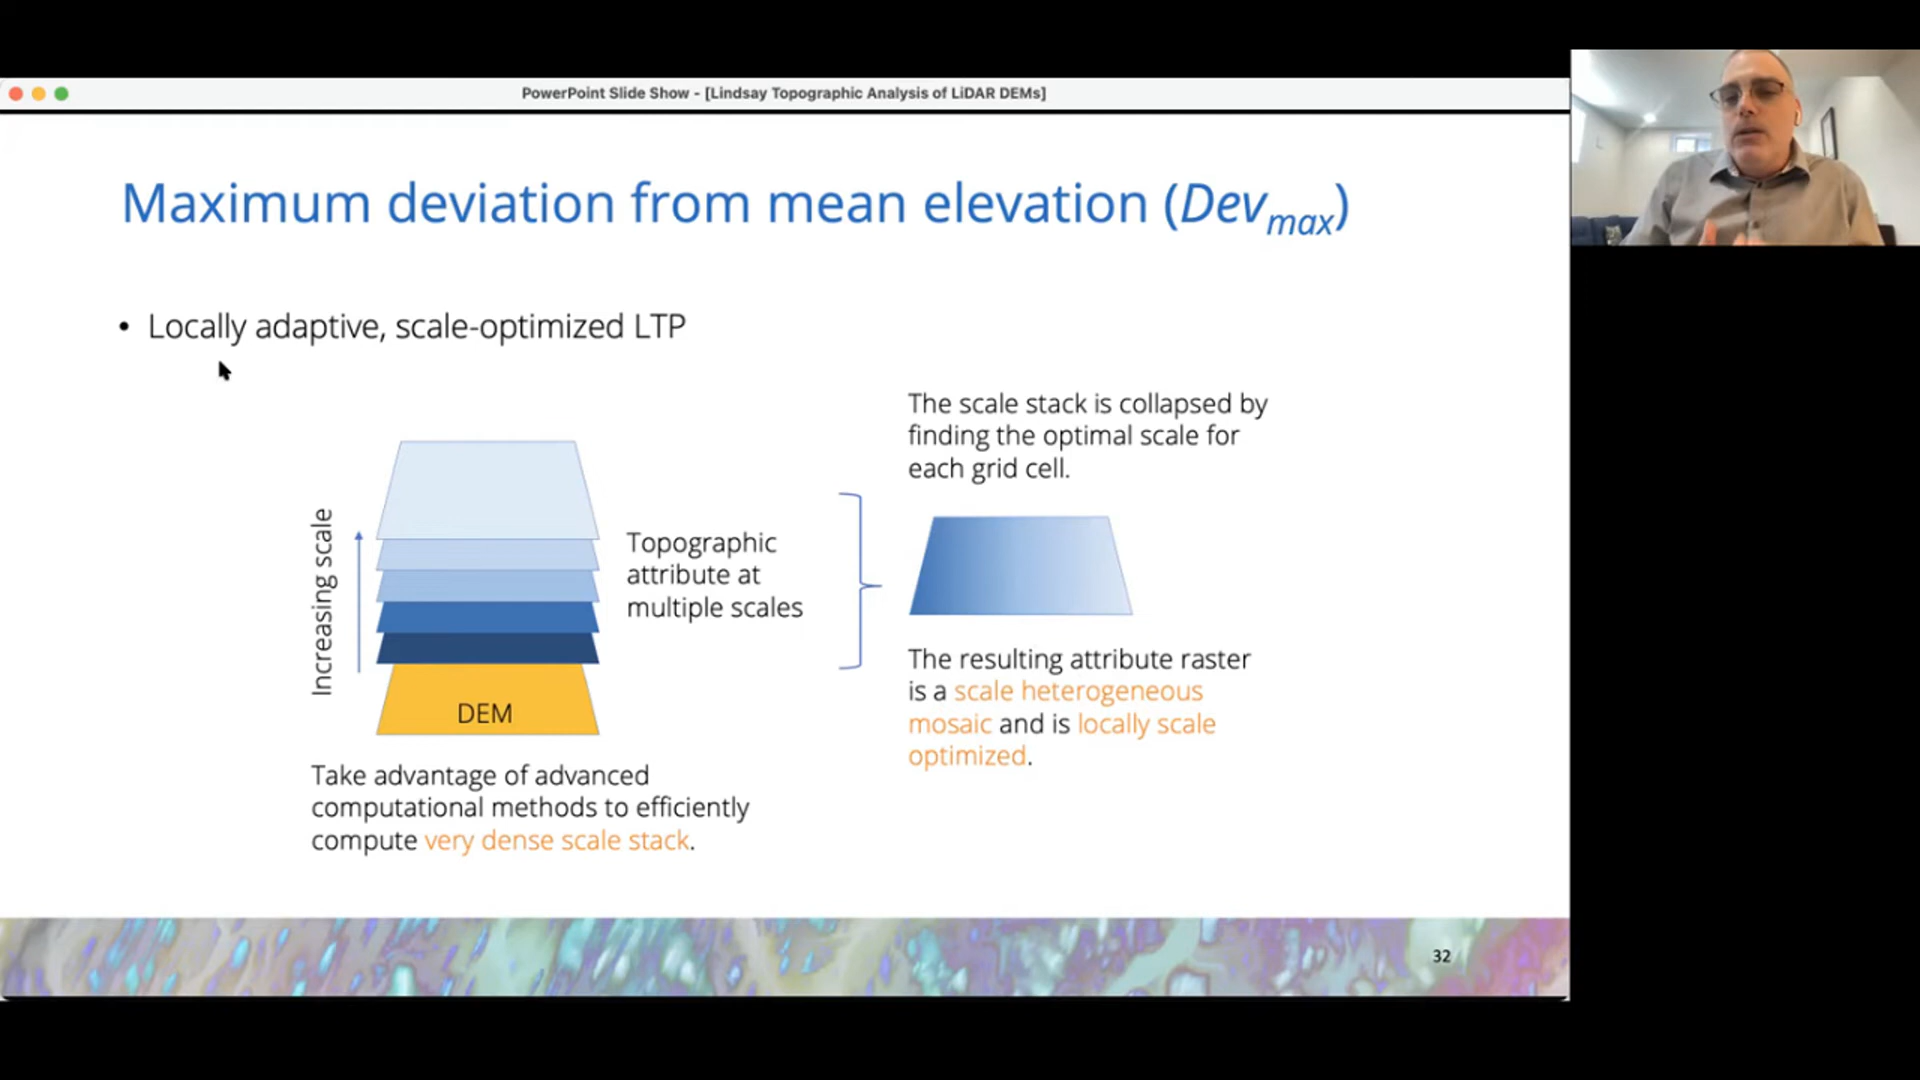 PowerPoint Slide Show - [Lindsay Topographic Analysis of LiDAR DEMs]
Maximum deviation from mean elevation (Dev max)
• Locally adaptive, scale-optimized LTP
The scale stack is collapsed by
finding the optimal scale for
each grid cell.
Increasing scale
Topographic
attribute at
multiple scales
DEM
The resulting attribute raster
is a scale heterogeneous
mosaic and is locally scale
optimized.
Take advantage of advanced
computational methods to efficiently
compute very dense scale stack.
32